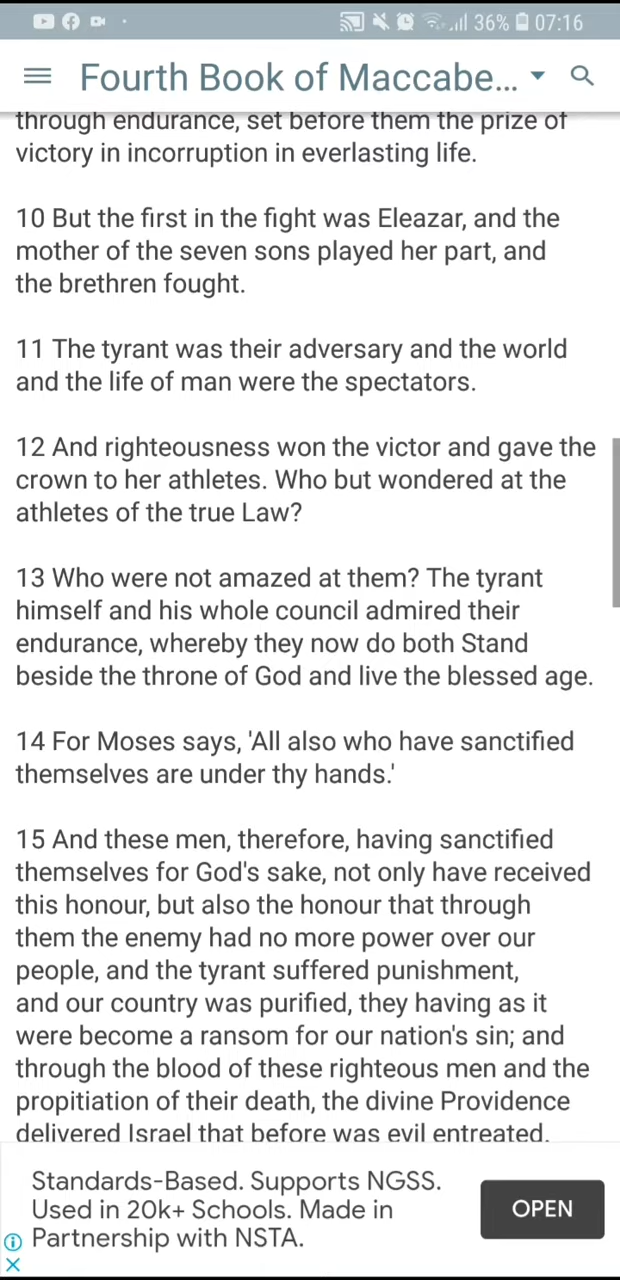 36% 07:16
Fourth Book of Maccabe...
through endurance, set before them the prize of
victory in incorruption in everlasting life.
10 But the first in the fight was Eleazar, and the
mother of the seven sons played her part, and
the brethren fought.
11 The tyrant was their adversary and the world
and the life of man were the spectators.
12 And righteousness won the victor and gave the
crown to her athletes. Who but wondered at the
athletes of the true Law?
13 Who were not amazed at them? The tyrant
himself and his whole council admired their
endurance, whereby they now do both Stand
beside the throne of God and live the blessed age.
14 For Moses says, 'All also who have sanctified
themselves are under thy hands.'
15 And these men, therefore, having sanctified
themselves for God's sake, not only have received
this honour, but also the honour that through
them the enemy had no more power over our
people, and the tyrant suffered punishment,
and our country was purified, they having as it
were become a ransom for our nation's sin; and
through the blood of these righteous men and the
propitiation of their death, the divine Providence
delivered Israel that before was evil entreated.
Standards-Based. Supports NGSS.
Used in 20k+ Schools. Made in
Partnership with NSTA.
OPEN